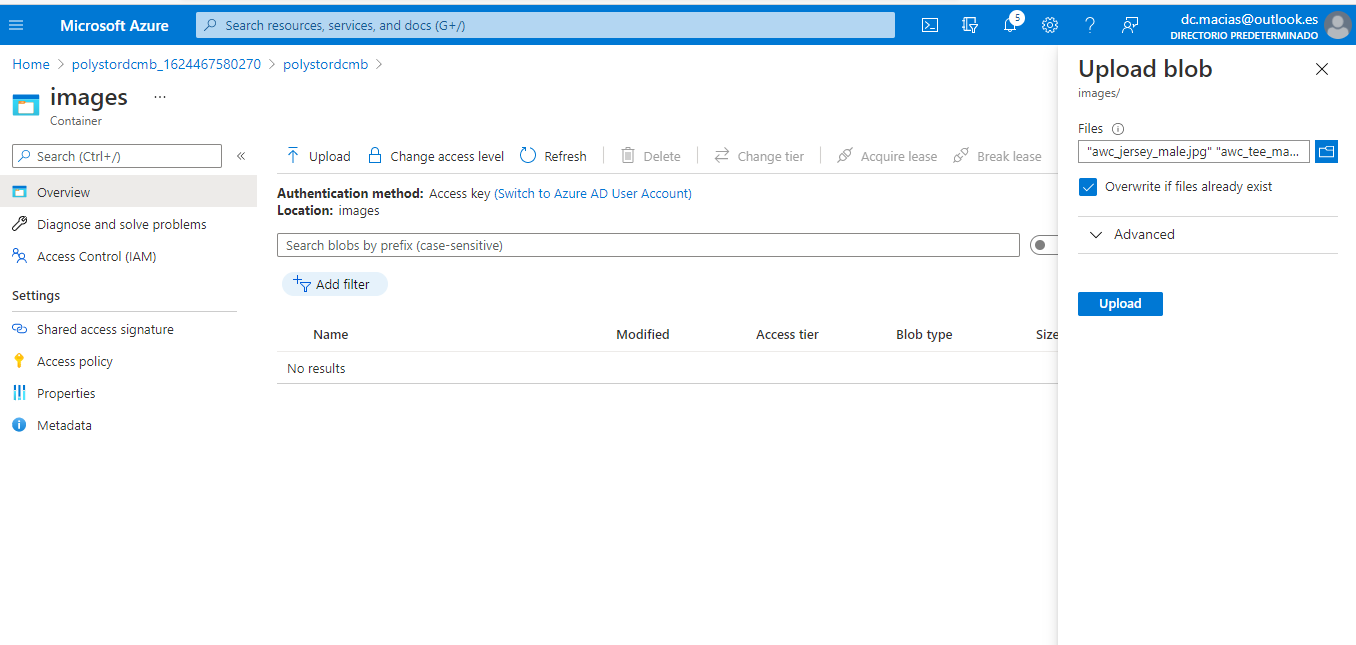 Microsoft Azure
Search resources, services, and docs (G+/)
5
dc.macias@outlook.es
DIRECTORIO PREDETERMINADO
Home > polystordcmb_1624467580270 > polystordcmb >
images ...
Container
Search (Ctrl+/)
«
Overview
Diagnose and solve problems
Access Control (IAM)
Settings
Shared access signature
Access policy
Properties
Metadata
Upload
Change access level
Refresh
Delete
Change tier
Acquire lease
Break lease
Authentication method: Access key (Switch to Azure AD User Account)
Location: images
Search blobs by prefix (case-sensitive)
Add filter
Name Modified Access tier Blob type Size
No results
Upload blob
images/
Files
"awc_jersey_male.jpg" "awc_tee_ma...
Overwrite if files already exist
Advanced
Upload